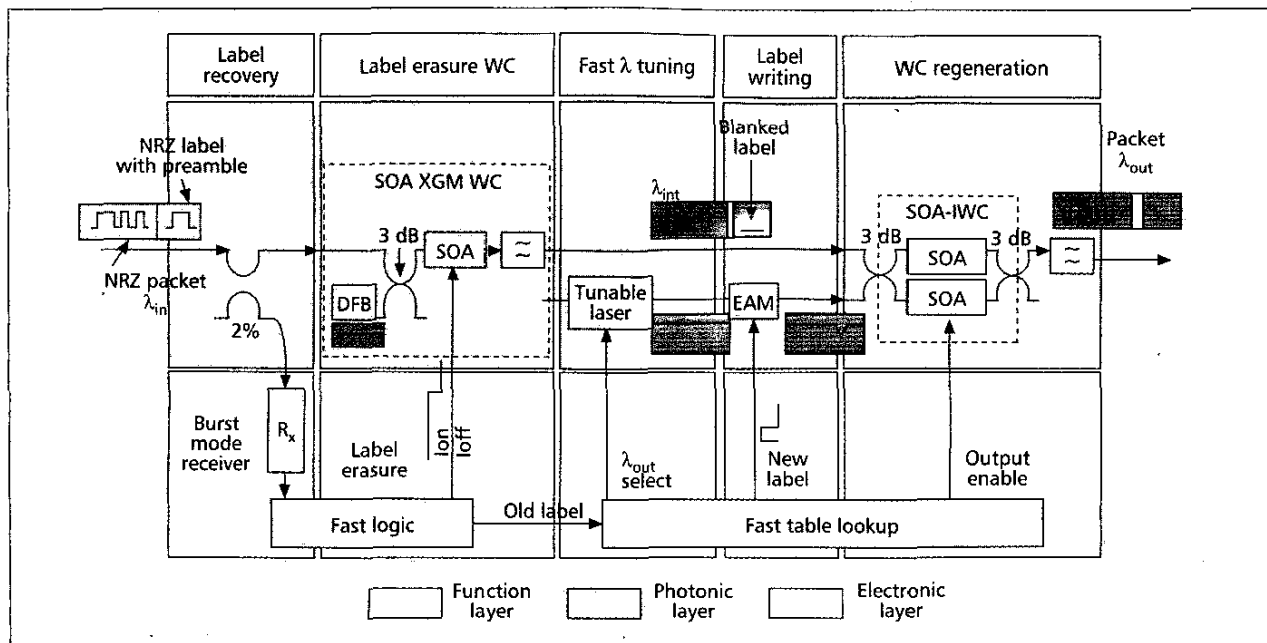 Label
recovery
Label erasure WC
Fast λ tuning
Label
writing
WC regeneration
NRZ label
with preamble
SOA XGM WC
λint
Blanked
label
Packet
λout
SOA-IWC
3 dB
SOA
3 dB
SOA
3 dB
NRZ packet
λin
DFB
Tunable
laser
EAM
SOA
2%
Burst
mode
receiver
Rx
Label
erasure
Ion
Ioff
λout
select
New
label
Output
enable
Fast logic
Old label
Fast table lookup
Function
layer
Photonic
layer
Electronic
layer